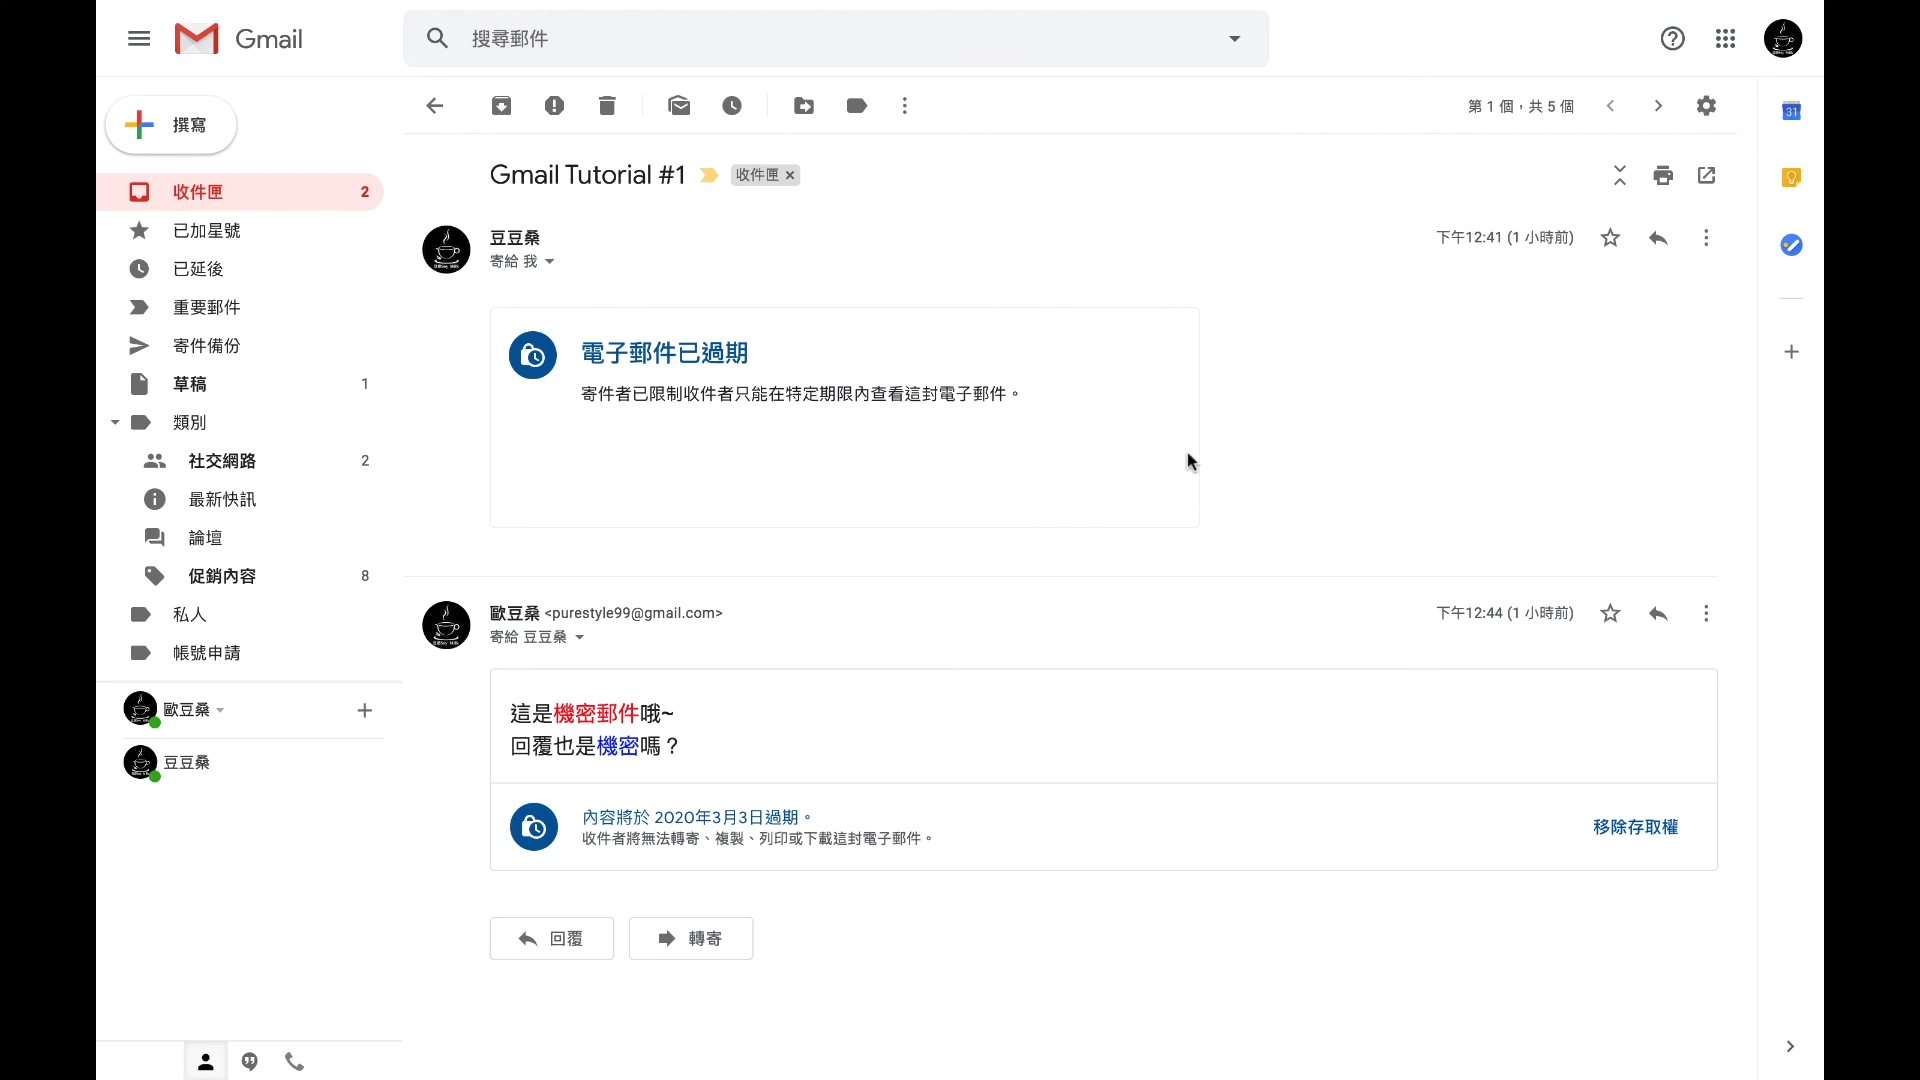 Gmail
搜尋郵件
撰寫
第 1 個，共 5 個
31
收件匣 2
已加星號
已延後
重要郵件
寄件備份
草稿 1
類別
社交網路 2
最新快訊
論壇
促銷內容 8
私人
帳號申請
歐豆桑
豆豆桑
Gmail Tutorial #1 收件匣 ×
豆豆桑
下午12:41 (1 小時前)
寄給 我
電子郵件已過期
寄件者已限制收件者只能在特定期限內查看這封電子郵件。
歐豆桑 <purestyle99@gmail.com>
下午12:44 (1 小時前)
寄給 豆豆桑
這是機密郵件哦~
回覆也是機密嗎？
內容將於 2020年3月3日過期。
收件者將無法轉寄、複製、列印或下載這封電子郵件。
移除存取權
回覆
轉寄